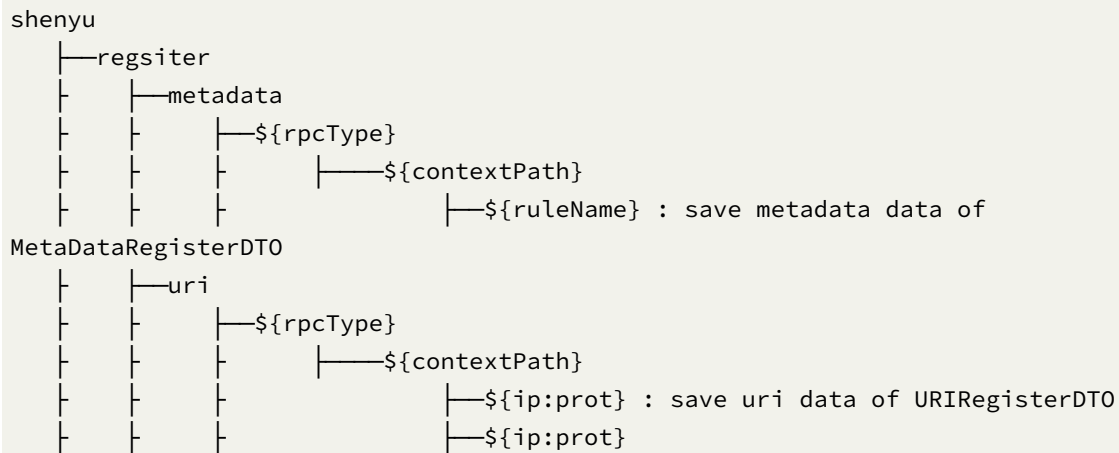 shenyu
├──regsiter
├ ├──metadata
├ ├ ├──${rpcType}
├ ├ ├ ├────${contextPath}
├ ├ ├ ├──${ruleName} : save metadata data of
MetaDataRegisterDTO
├ ├──uri
├ ├ ├──${rpcType}
├ ├ ├ ├────${contextPath}
├ ├ ├ ├──${ip:prot} : save uri data of URIRegisterDTO
├ ├ ├ ├──${ip:prot}